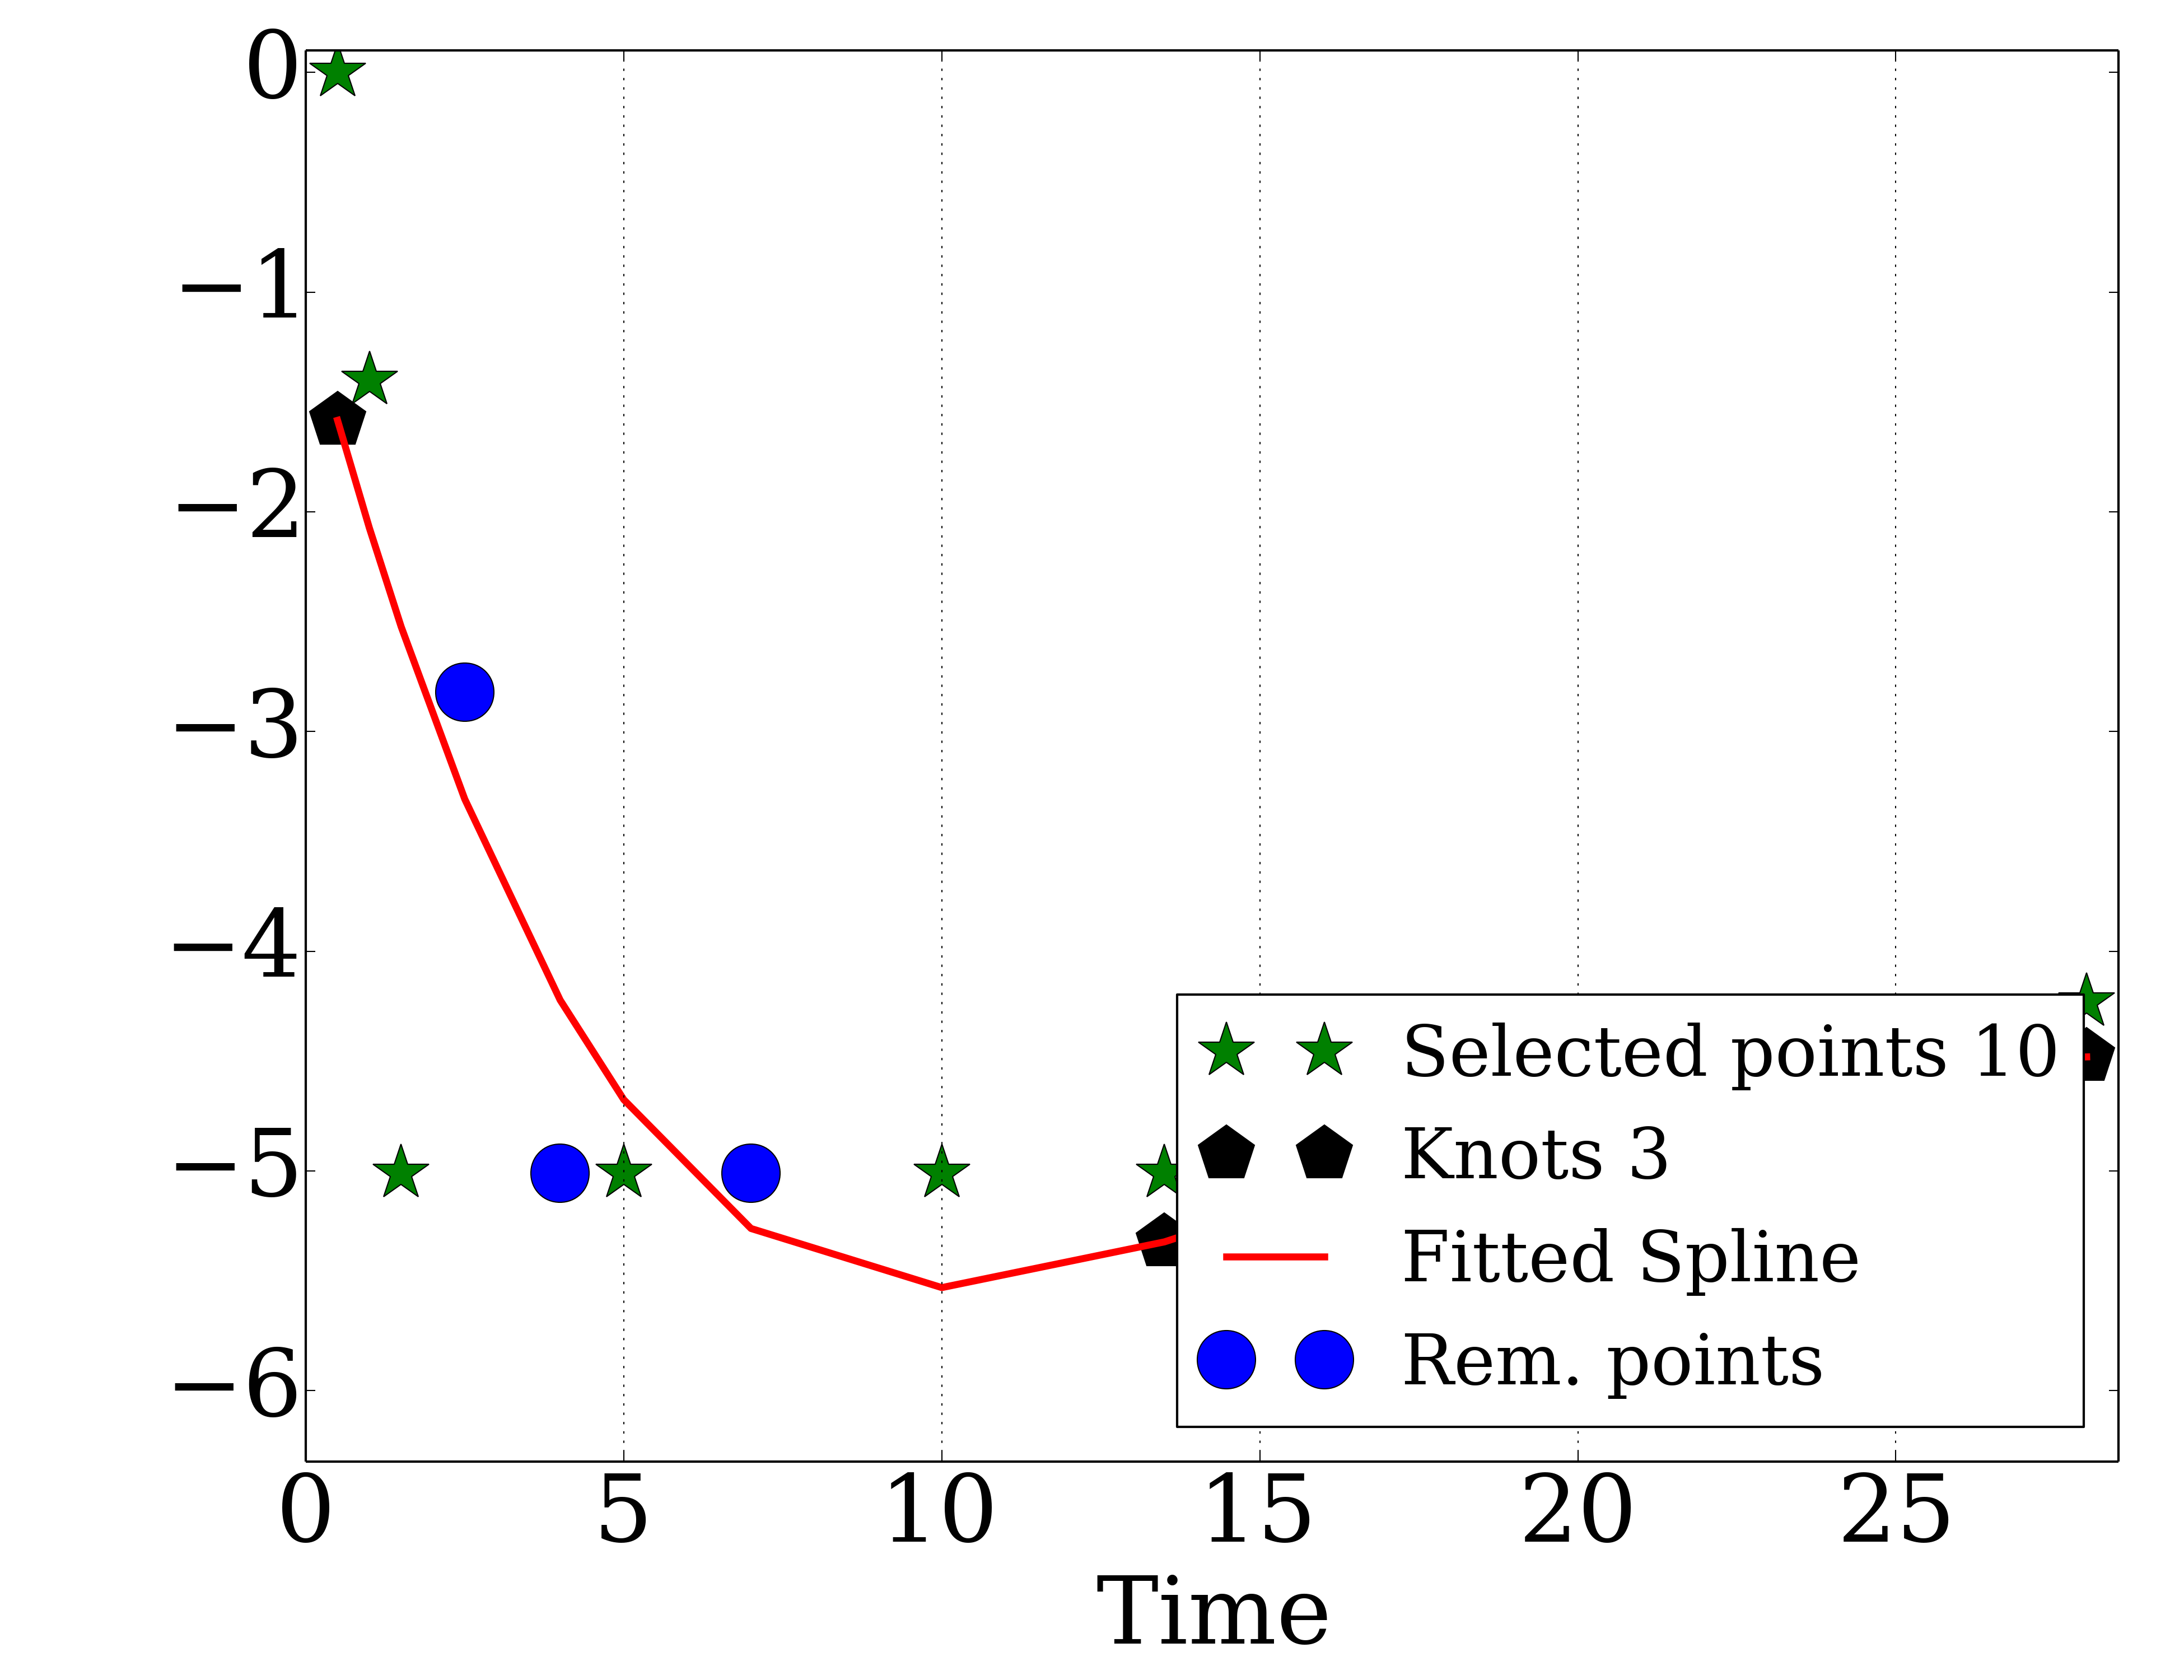 0
−1
−2
−3
−4
−5
−6
Selected points 10
Knots 3
Fitted Spline
Rem. points
0 5 10 15 20 25
Time